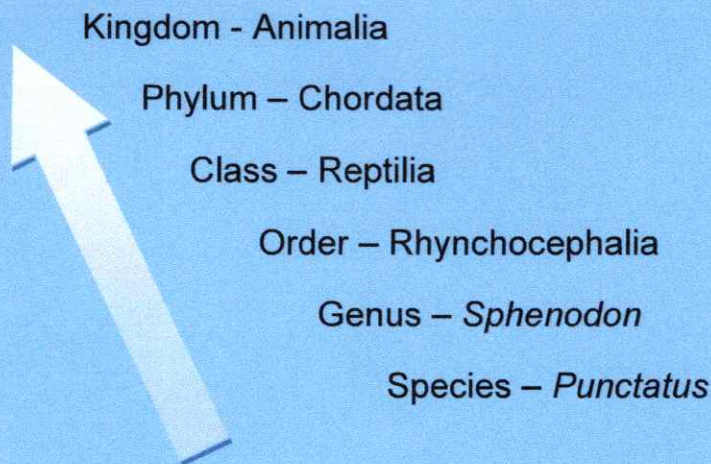 Kingdom - Animalia
Phylum – Chordata
Class – Reptilia
Order – Rhynchocephalia
Genus – Sphenodon
Species – Punctatus